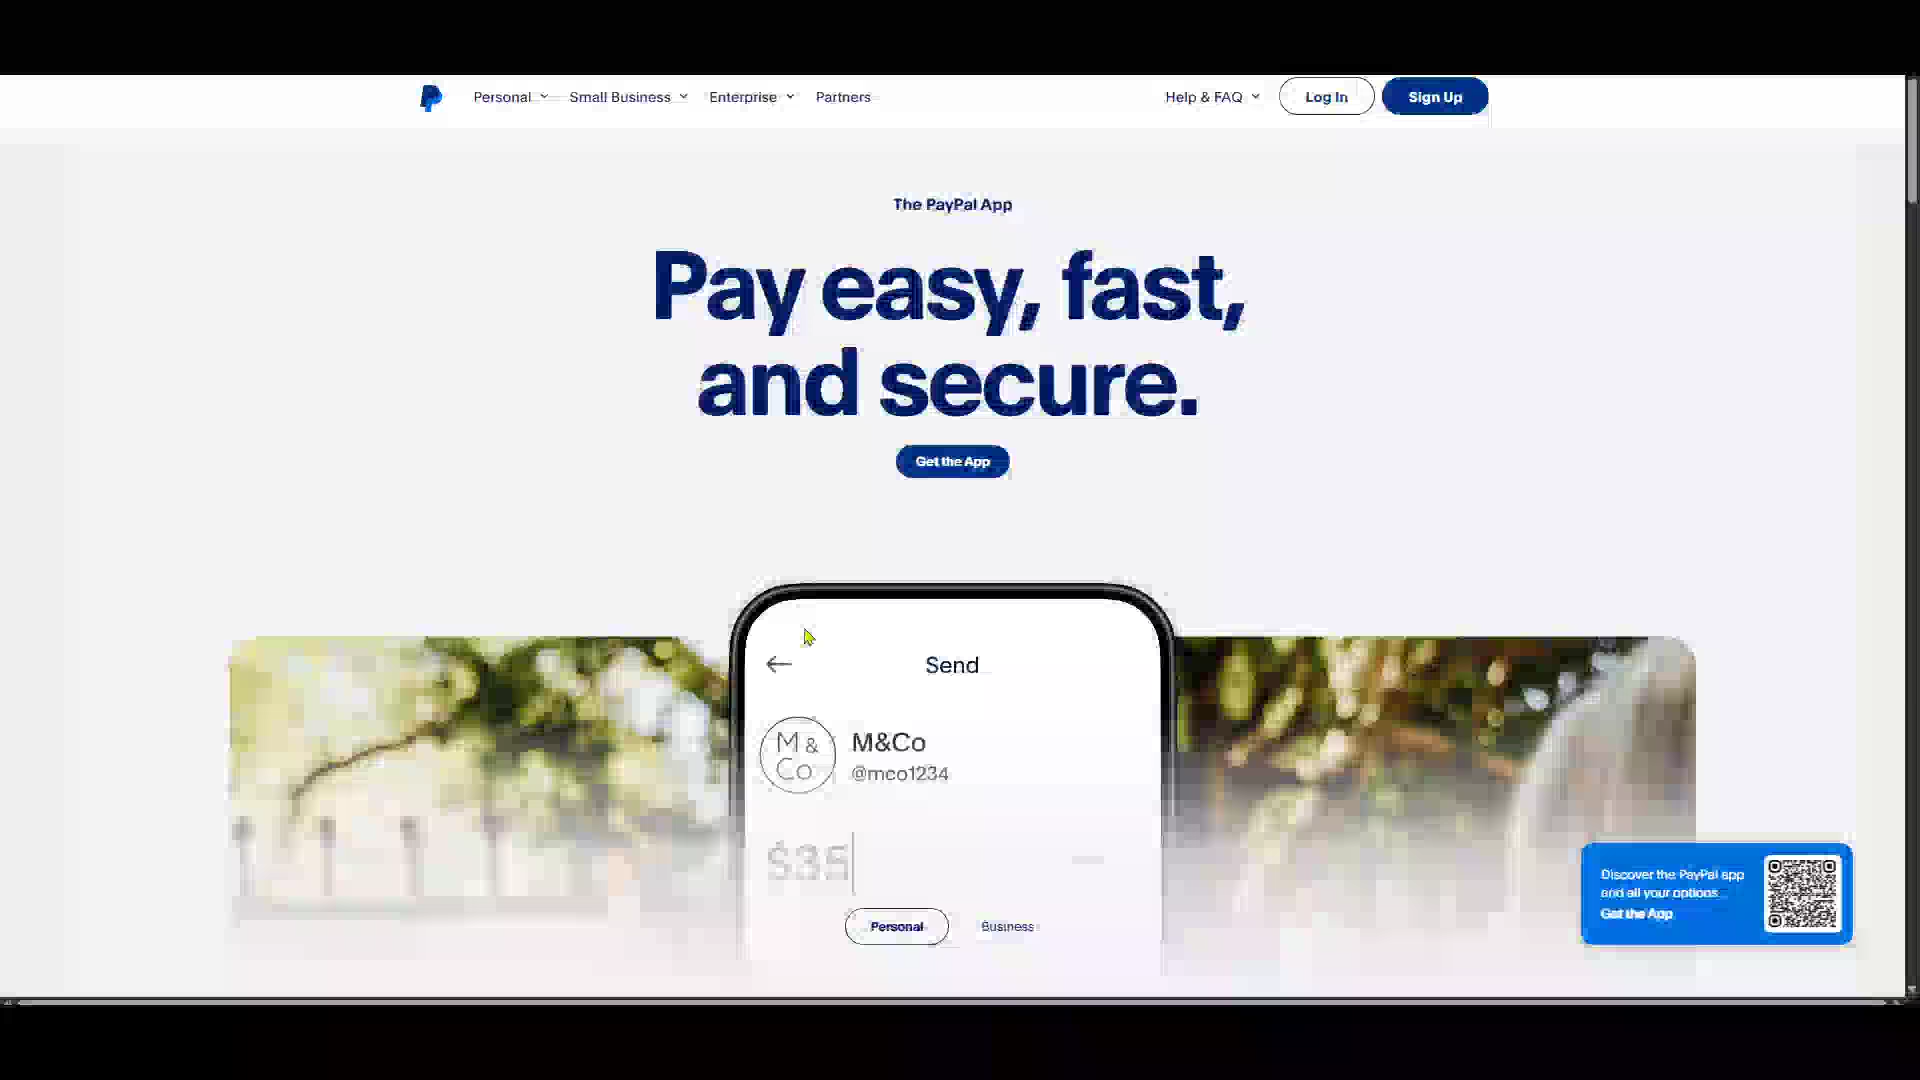 Personal Small Business Enterprise Partners Help & FAQ Log In Sign Up
The PayPal App
Pay easy, fast,
and secure.
Get the App
Send
M&Co
M & Co
@mco1234
$35
Personal Business
Discover the PayPal app
and all your options.
Get the App